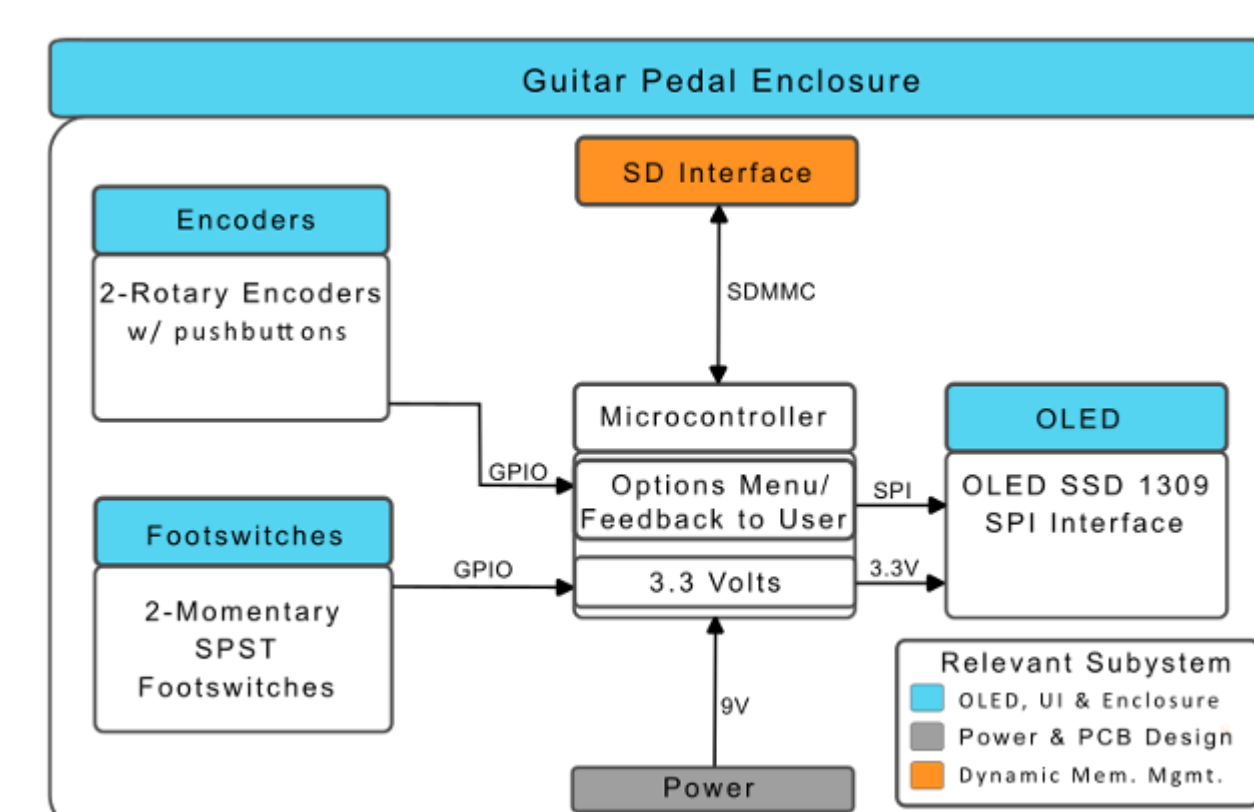 Guitar Pedal Enclosure
SD Interface
Encoders
2-Rotary Encoders
w/ pushbuttons
SDMMC
Microcontroller
OLED
GPIO
Options Menu/
Feedback to User
SPI
OLED SSD 1309
SPI Interface
Footswitches
GPIO
3.3 Volts
3.3V
2-Momentary
SPST
Footswitches
9V
Power
Relevant Subystem
OLED, UI & Enclosure
Power & PCB Design
Dynamic Mem. Mgmt.